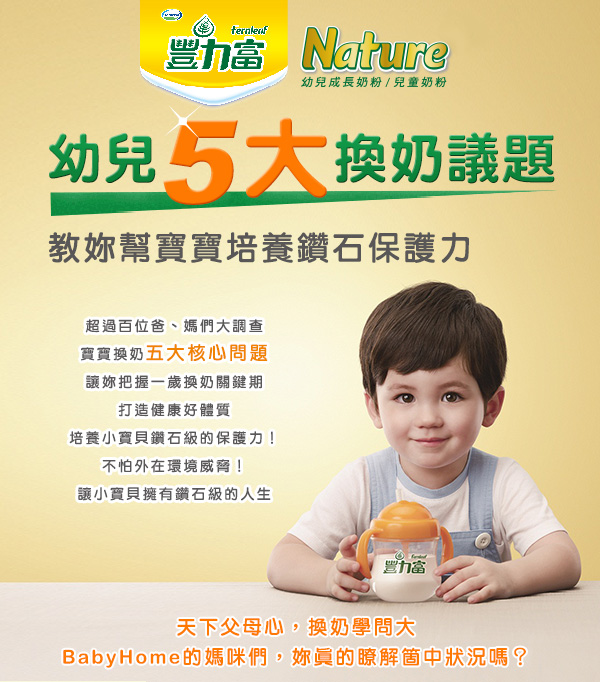 fernleaf
豐力富
Nature
幼兒成長奶粉 / 兒童奶粉
幼兒5大換奶議題
教妳幫寶寶培養鑽石保護力
超過百位爸、媽們大調查
寶寶換奶五大核心問題
讓妳把握一歲換奶關鍵期
打造健康好體質
培養小寶貝鑽石級的保護力！
不怕外在環境威脅！
讓小寶貝擁有鑽石級的人生
fernleaf
豐力富
天下父母心，換奶學問大
BabyHome的媽咪們，妳真的瞭解箇中狀況嗎？